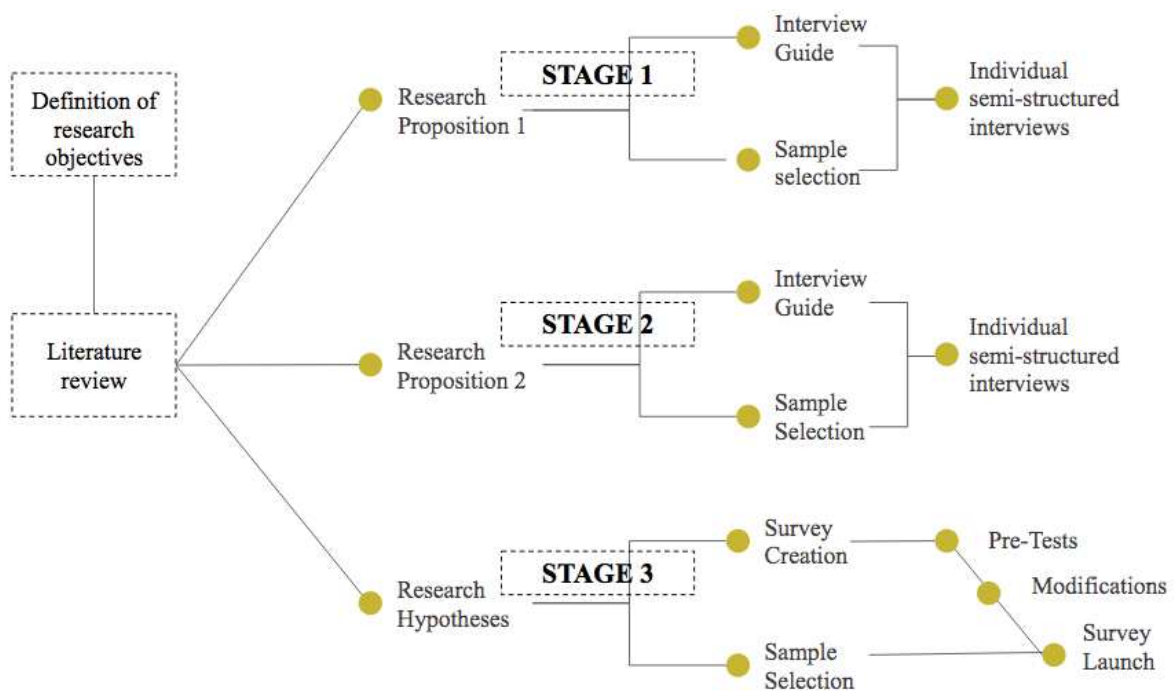 Definition of
research
objectives
Literature
review
STAGE 1
Research
Proposition 1
Interview
Guide
Sample
selection
Individual
semi-structured
interviews
STAGE 2
Research
Proposition 2
Interview
Guide
Sample
Selection
Individual
semi-structured
interviews
STAGE 3
Research
Hypotheses
Survey
Creation
Sample
Selection
Pre-Tests
Modifications
Survey
Launch